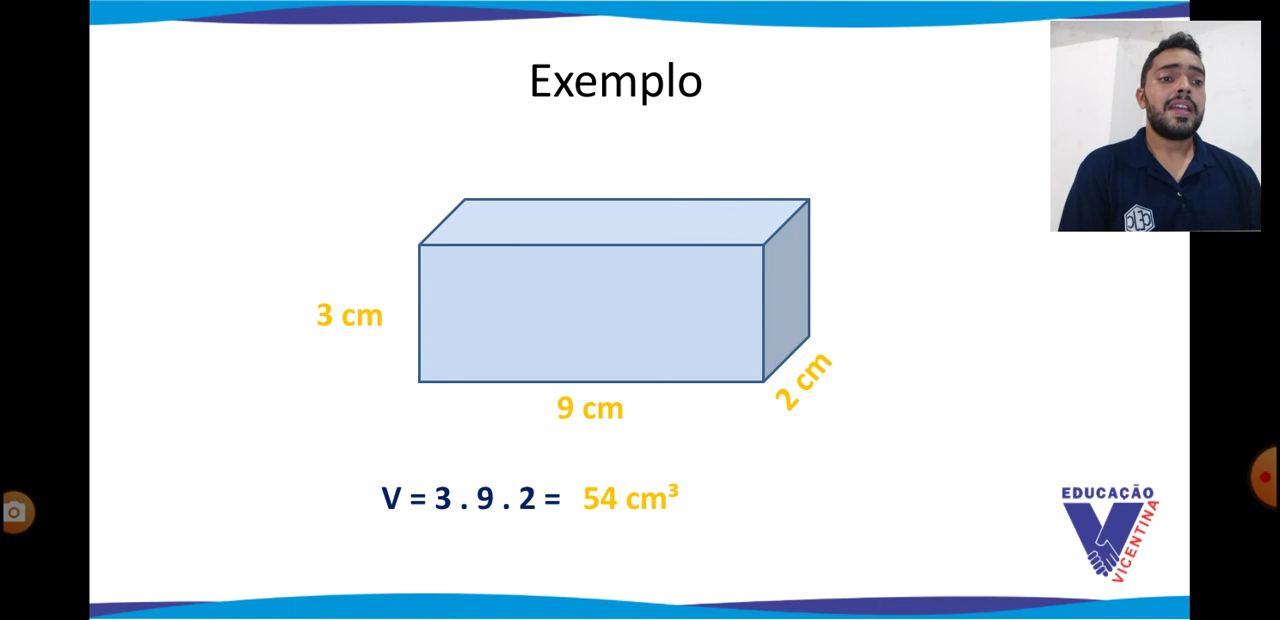 Exemplo
3 cm
9 cm
2 cm
V = 3 . 9 . 2 = 54 cm³
EDUCAÇÃO
VICENTINA